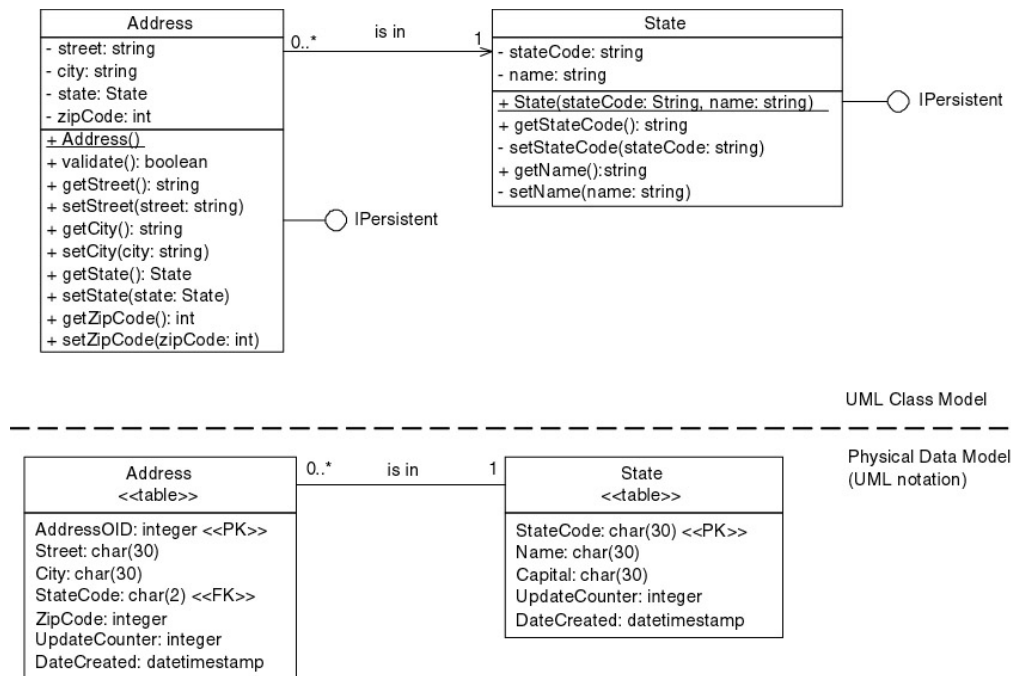 Address
- street: string
- city: string
- state: State
- zipCode: int
+ Address()
+ validate(): boolean
+ getStreet(): string
+ setStreet(street: string)
+ getCity(): string
+ setCity(city: string)
+ getState(): State
+ setState(state: State)
+ getZipCode(): int
+ setZipCode(zipCode: int)
IPersistent
0..*
is in
1
State
- stateCode: string
- name: string
+ State(stateCode: String, name: string)
+ getStateCode(): string
- setStateCode(stateCode: string)
+ getName():string
- setName(name: string)
IPersistent
UML Class Model
Physical Data Model
(UML notation)
Address
<<table>>
AddressOID: integer <<PK>>
Street: char(30)
City: char(30)
StateCode: char(2) <<FK>>
ZipCode: integer
UpdateCounter: integer
DateCreated: datetimestamp
0..*
is in
1
State
<<table>>
StateCode: char(30) <<PK>>
Name: char(30)
Capital: char(30)
UpdateCounter: integer
DateCreated: datetimestamp